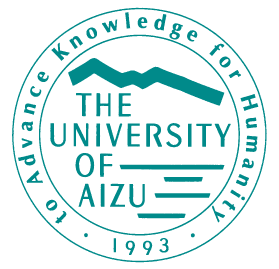 to Advance Knowledge for Humanity
THE
UNIVERSITY
OF
AIZU
· 1993 ·